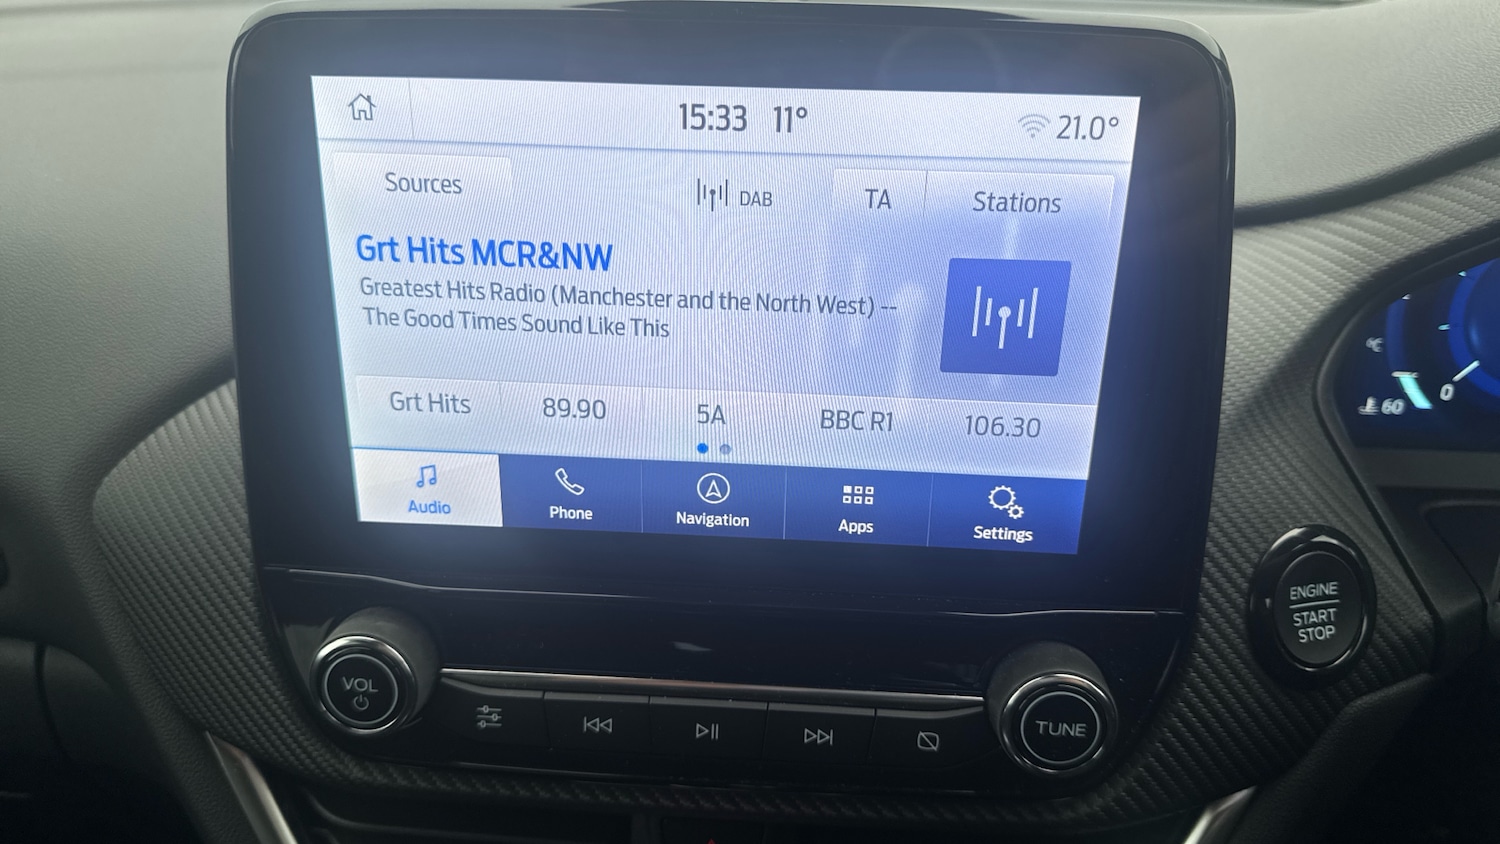 15:33 11° 21.0°
Sources DAB TA Stations
Grt Hits MCR&NW
Greatest Hits Radio (Manchester and the North West) --
The Good Times Sound Like This
Grt Hits 89.90 5A BBC R1 106.30
Audio Phone Navigation Apps Settings
°C
60 0
ENGINE
START
STOP
VOL
TUNE